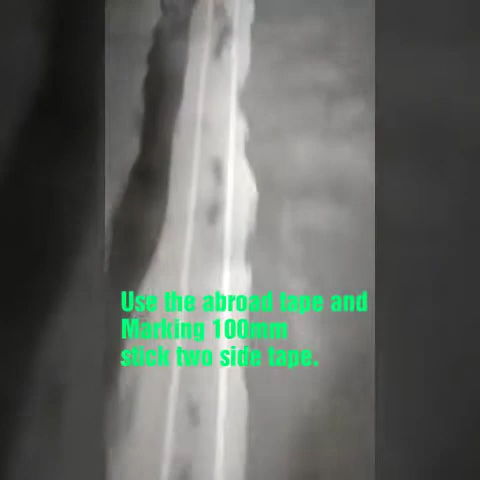 Use the abroad tape and
Marking 100mm
stick two side tape.